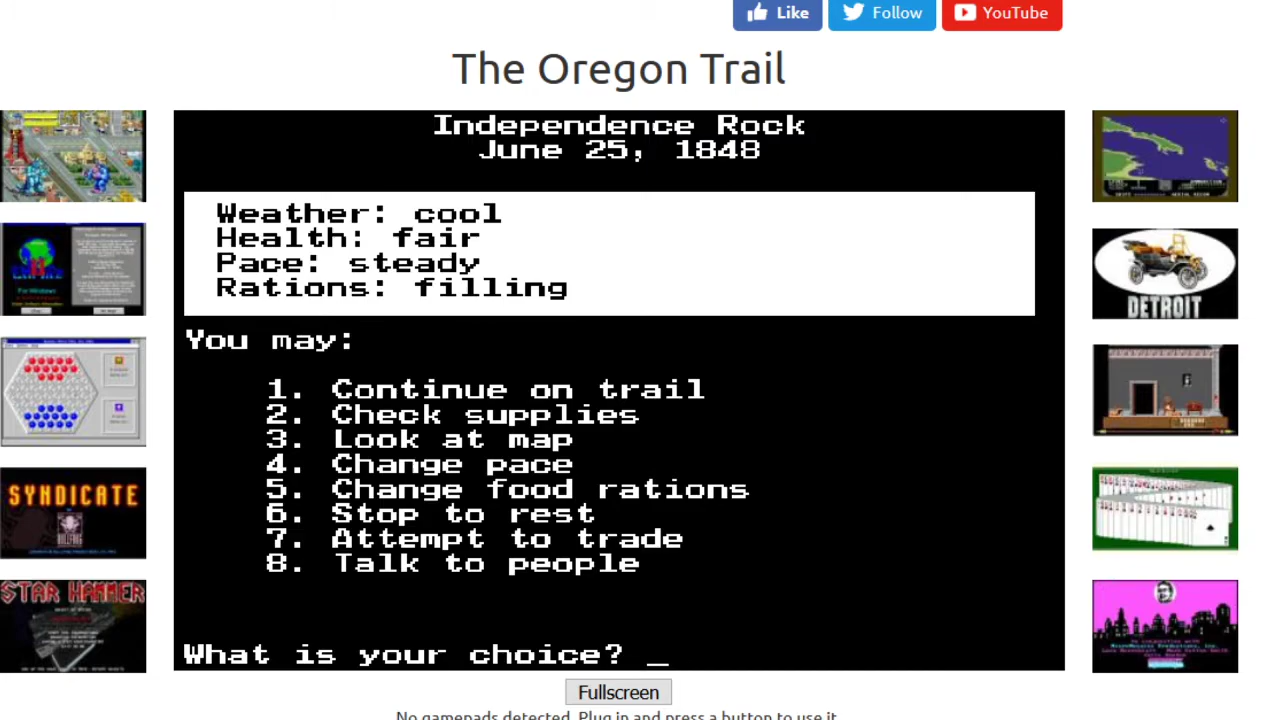 Like Follow YouTube
The Oregon Trail
Independence Rock
June 25, 1848
Weather: cool
Health: fair
Pace: steady
Rations: filling
You may:
1. Continue on trail
2. Check supplies
3. Look at map
4. Change pace
5. Change food rations
6. Stop to rest
7. Attempt to trade
8. Talk to people
What is your choice? _
Fullscreen
No gamepads detected. Plug in and press a button to use it.
SYNDICATE
STAR HAMMER
DETROIT